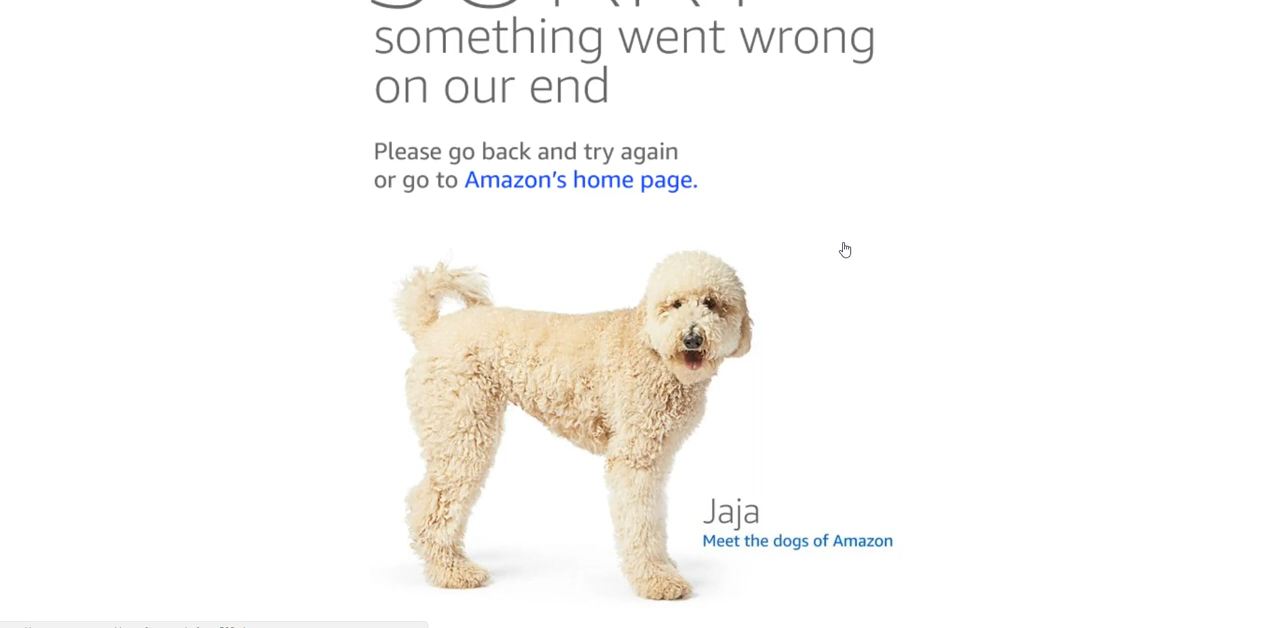 something went wrong
on our end
Please go back and try again
or go to Amazon's home page.
Jaja
Meet the dogs of Amazon